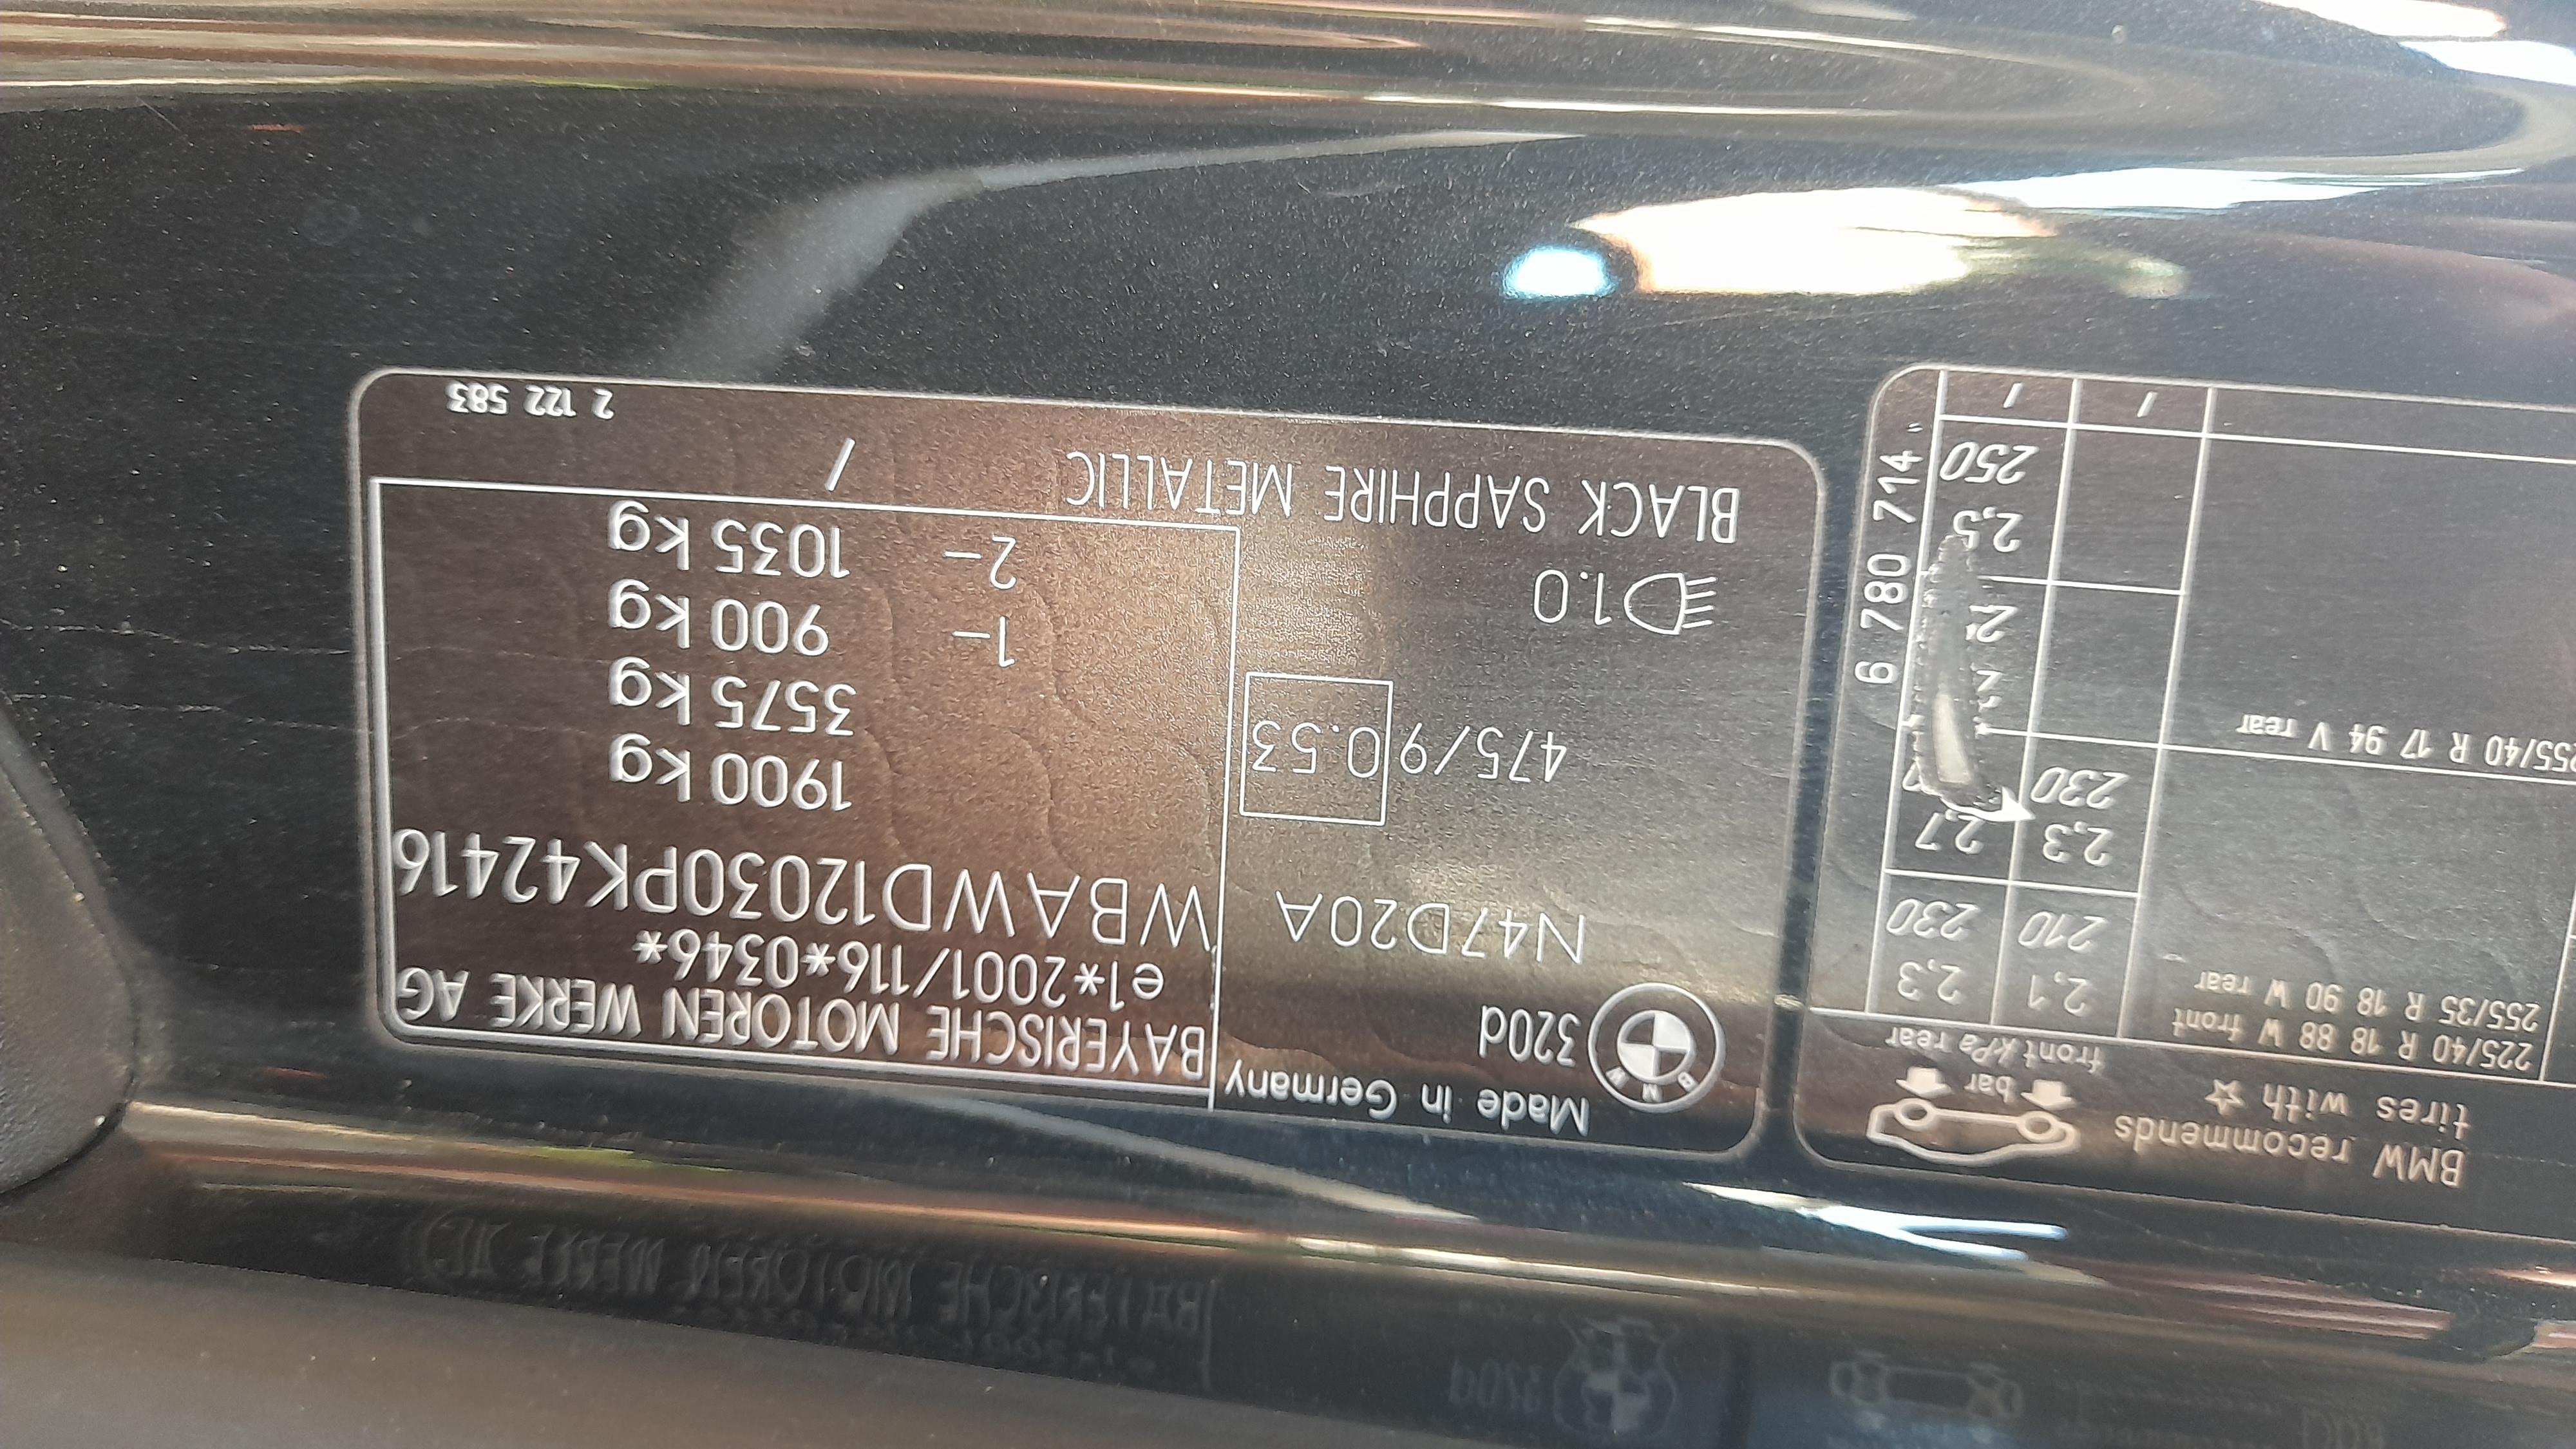 Made in Germany
BMW
320d
N47D20A
475/9 0.53
1.0
BLACK SAPPHIRE METALLIC
BAYERISCHE MOTOREN WERKE AG
e1*2001/116*0346*
WBAWD12030PK42416
1900 kg
3575 kg
1- 900 kg
2- 1035 kg
/
2 122 583
BMW recommends
tires with ☆
bar
front kPa rear
225/40 R 18 88 W front
255/35 R 18 90 W rear
2,1 2,3
210 230
2,3 2,7
230
255/40 R 17 94 V rear
2,5
250
/ /
6 780 714